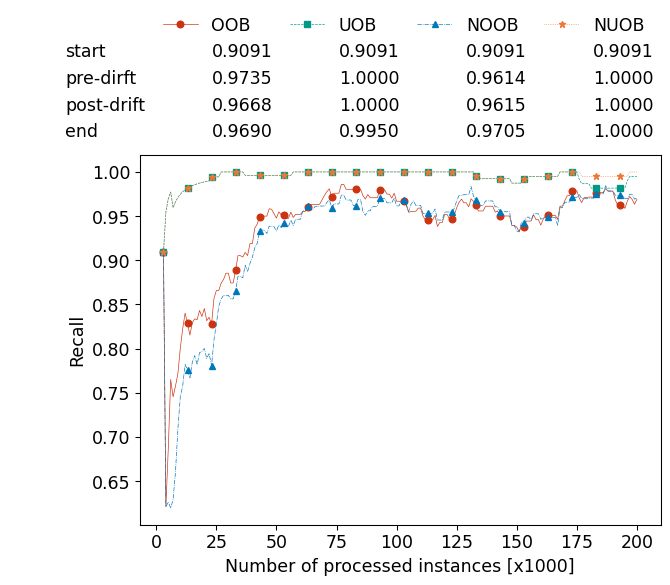 OOB UOB NOOB NUOB
start 0.9091 0.9091 0.9091 0.9091
pre-dirft 0.9735 1.0000 0.9614 1.0000
post-drift 0.9668 1.0000 0.9615 1.0000
end 0.9690 0.9950 0.9705 1.0000
1.00
0.95
0.90
0.85
0.80
0.75
0.70
0.65
Recall
0 25 50 75 100 125 150 175 200
Number of processed instances [x1000]